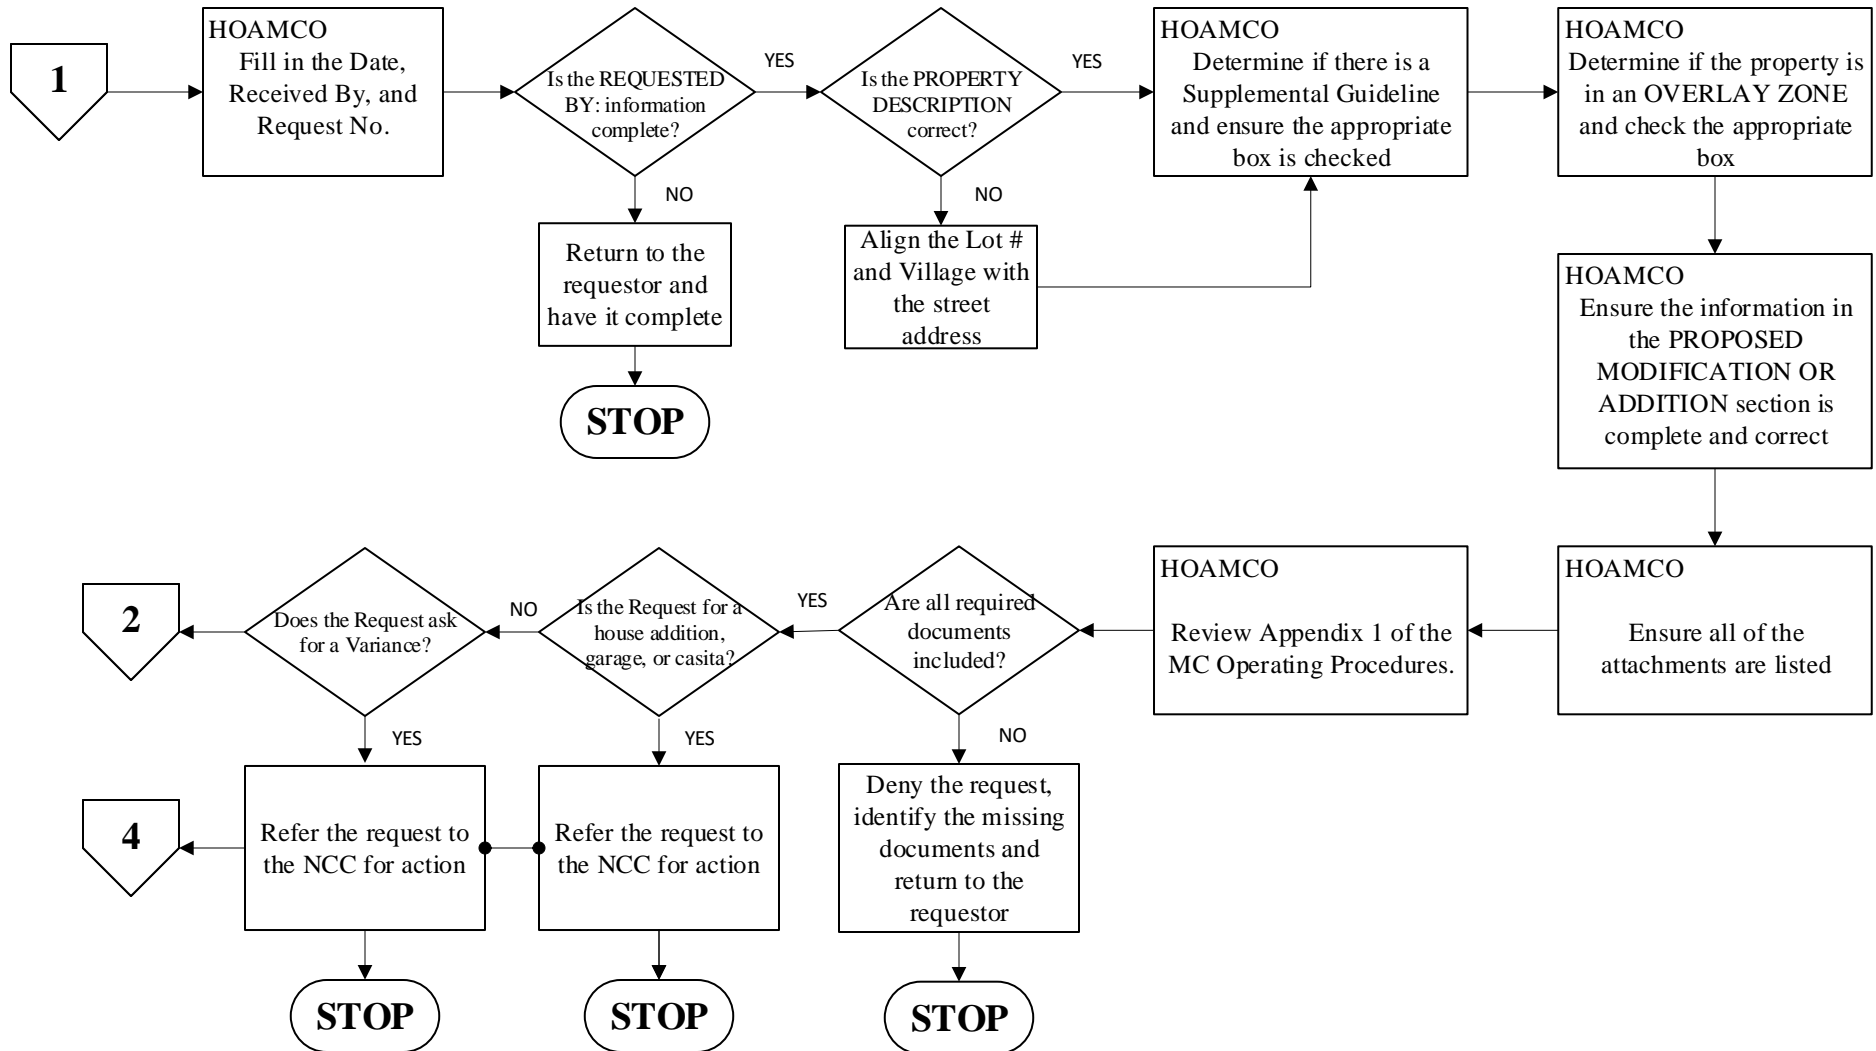 1
HOAMCO
Fill in the Date,
Received By, and
Request No.
Is the REQUESTED
BY: information
complete?
YES
NO
Return to the
requestor and
have it complete
STOP
Is the PROPERTY
DESCRIPTION
correct?
YES
NO
Align the Lot #
and Village with
the street
address
HOAMCO
Determine if there is a
Supplemental Guideline
and ensure the appropriate
box is checked
HOAMCO
Determine if the property is
in an OVERLAY ZONE
and check the appropriate
box
HOAMCO
Ensure the information in
the PROPOSED
MODIFICATION OR
ADDITION section is
complete and correct
HOAMCO
Ensure all of the
attachments are listed
HOAMCO
Review Appendix 1 of the
MC Operating Procedures.
Are all required
documents
included?
YES
NO
Deny the request,
identify the missing
documents and
return to the
requestor
STOP
Is the Request for a
house addition,
garage, or casita?
NO
YES
Refer the request to
the NCC for action
STOP
Does the Request ask
for a Variance?
YES
Refer the request to
the NCC for action
STOP
2
4